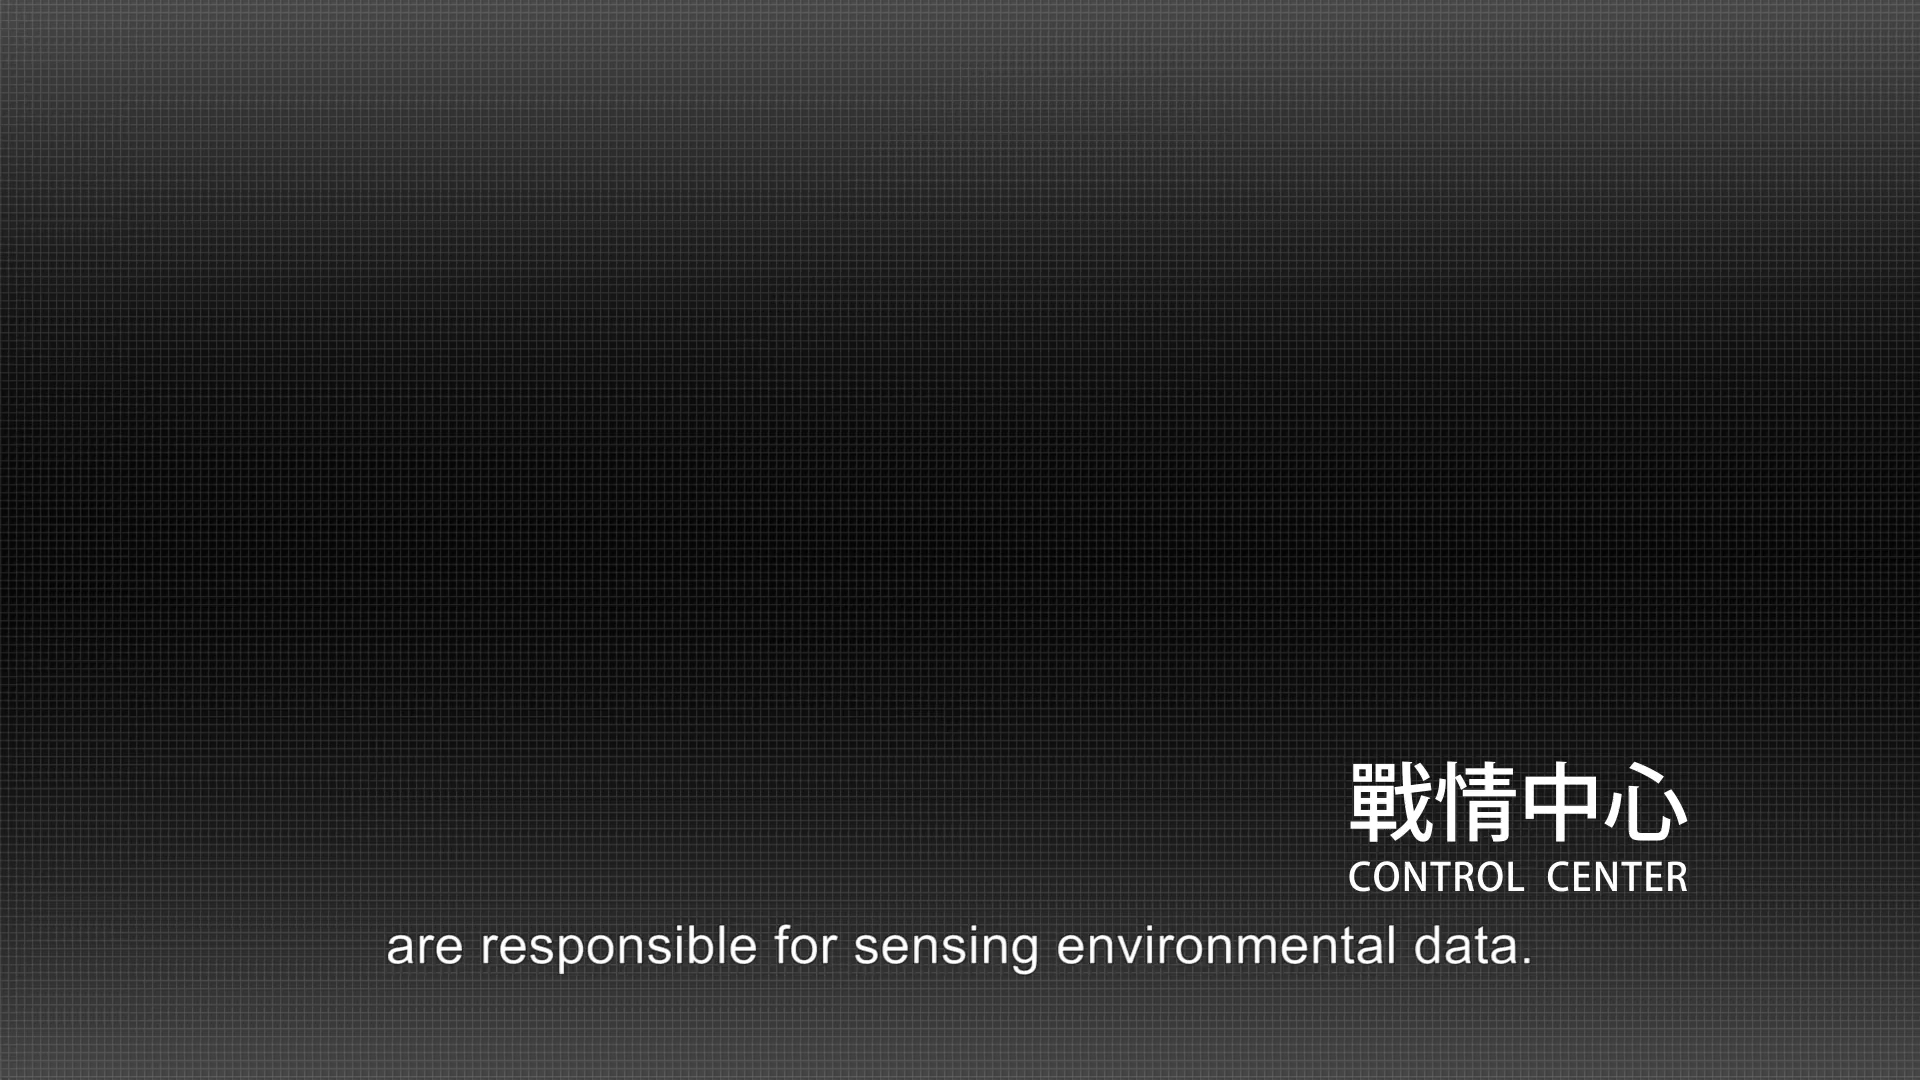 戰情中心
CONTROL CENTER
are responsible for sensing environmental data.